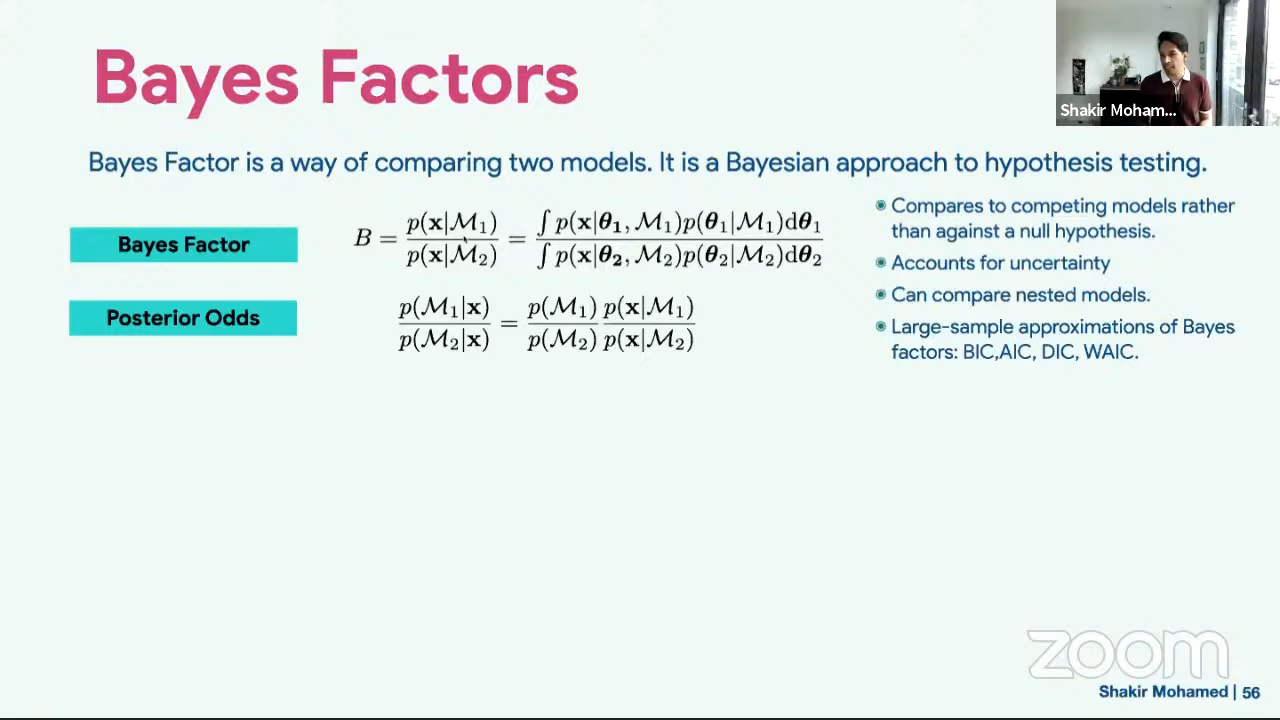 Bayes Factors
Shakir Moham...
Bayes Factor is a way of comparing two models. It is a Bayesian approach to hypothesis testing.
Bayes Factor
B = p(𝐱|ℳ₁) / p(𝐱|ℳ₂) = ∫ p(𝐱|𝜽₁, ℳ₁)p(𝜽₁|ℳ₁)d𝜽₁ / ∫ p(𝐱|𝜽₂, ℳ₂)p(𝜽₂|ℳ₂)d𝜽₂
Posterior Odds
p(ℳ₁|𝐱) / p(ℳ₂|𝐱) = p(ℳ₁) / p(ℳ₂) p(𝐱|ℳ₁) / p(𝐱|ℳ₂)
Compares to competing models rather
than against a null hypothesis.
Accounts for uncertainty
Can compare nested models.
Large-sample approximations of Bayes
factors: BIC,AIC, DIC, WAIC.
zoom
Shakir Mohamed | 56